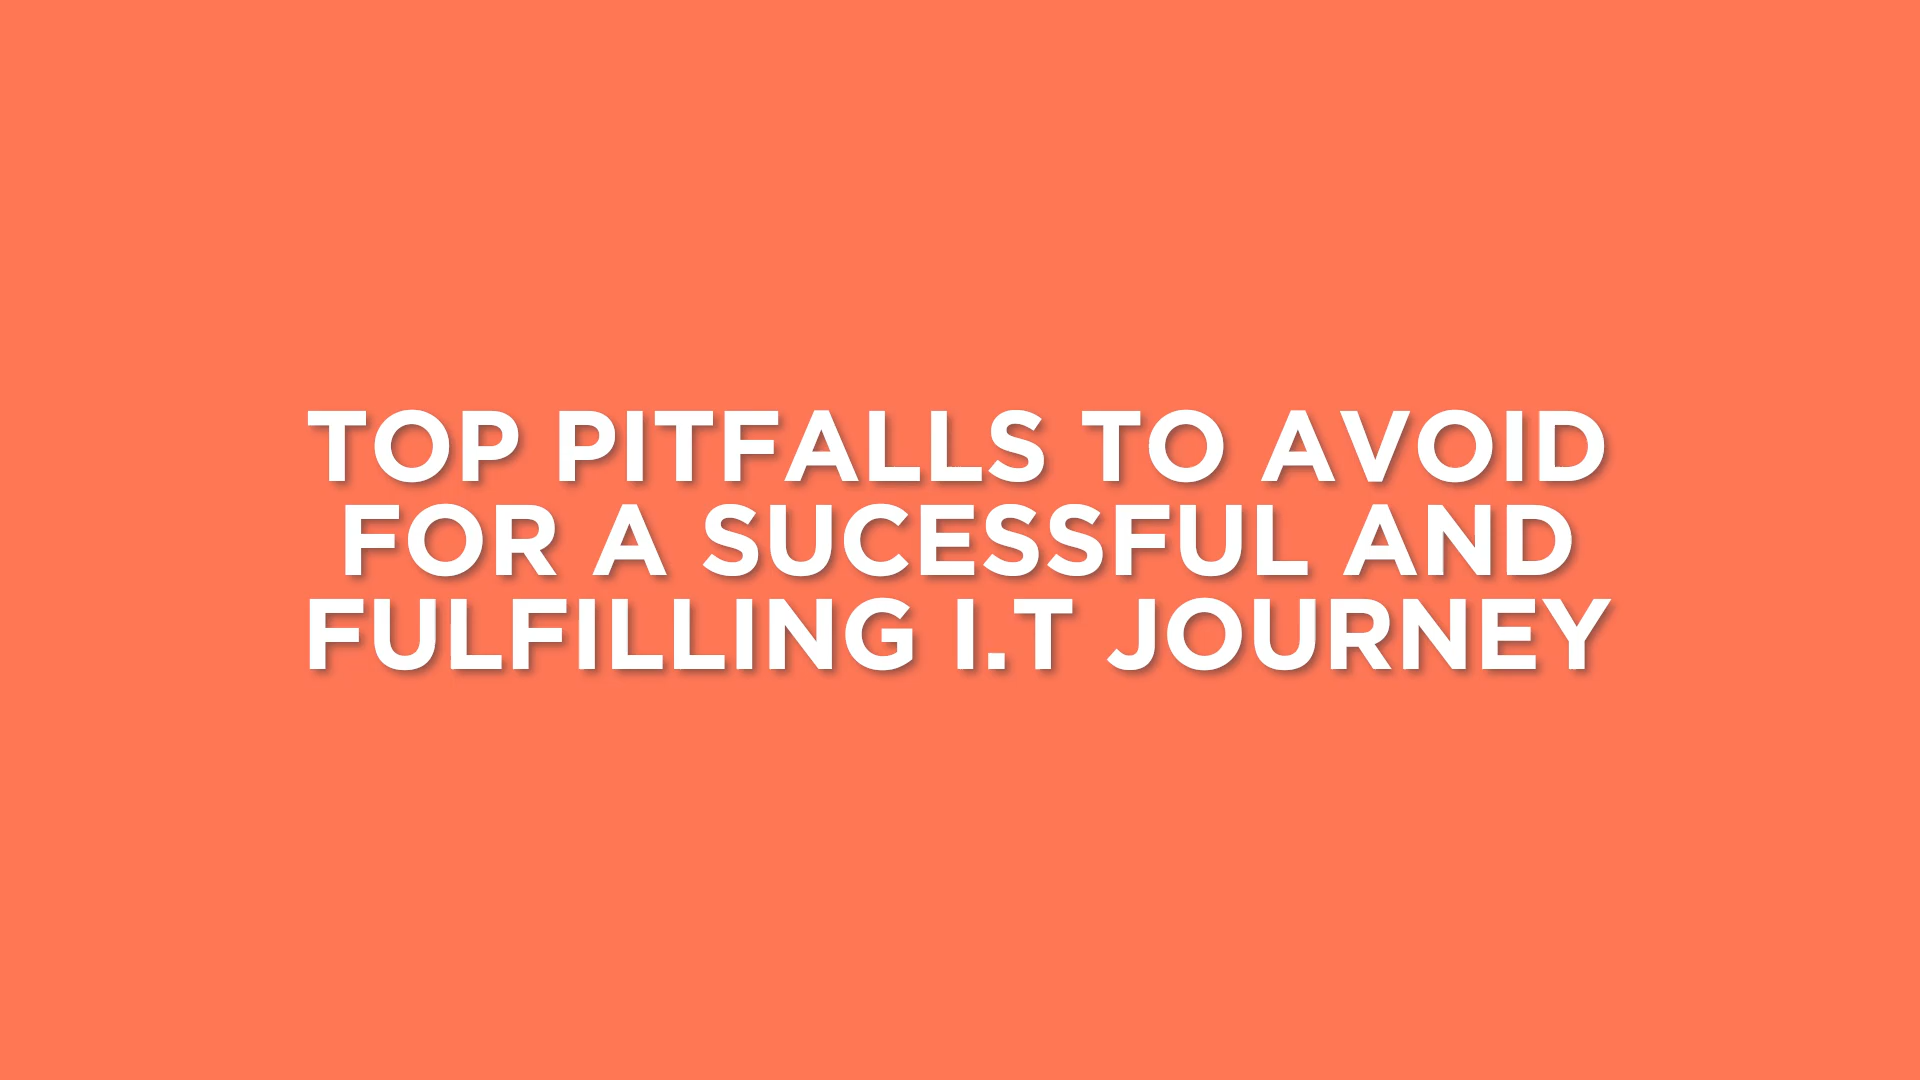 TOP PITFALLS TO AVOID
FOR A SUCESSFUL AND
FULFILLING I.T JOURNEY